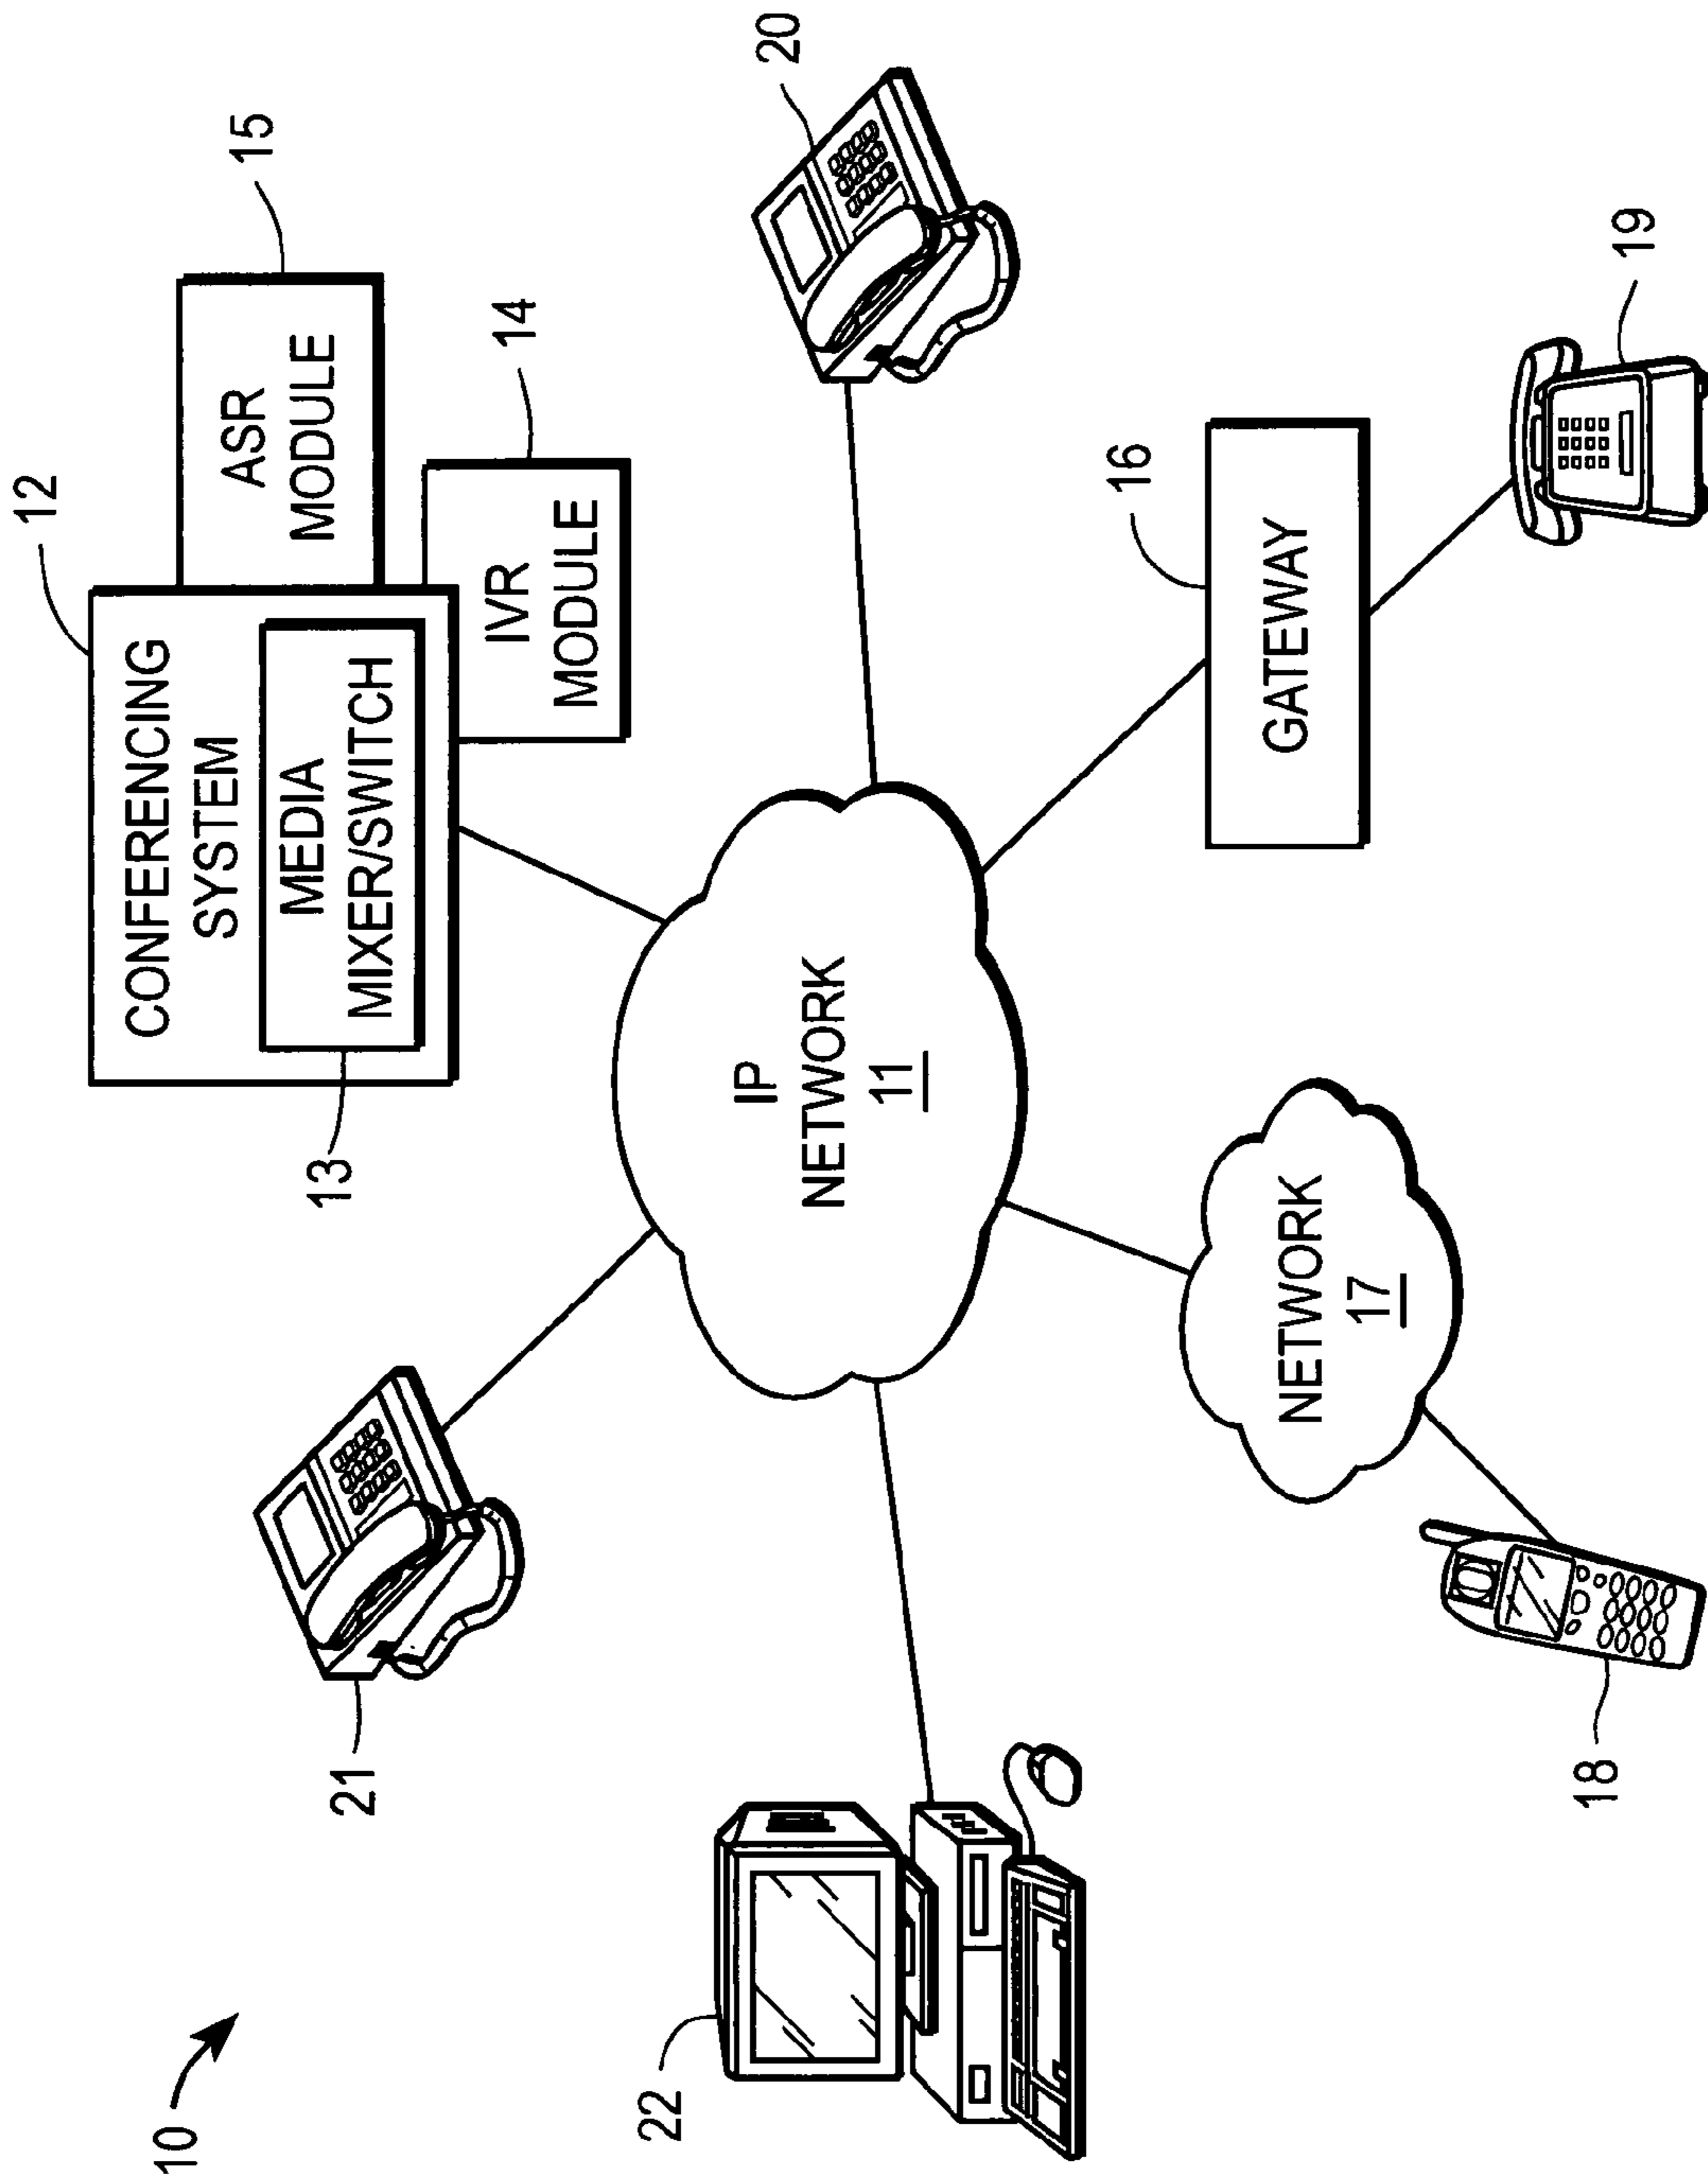 10
12
CONFERENCING
SYSTEM
MEDIA
MIXER/SWITCH
13
ASR
MODULE
15
IVR
MODULE
14
21
20
22
IP
NETWORK
11
GATEWAY
16
NETWORK
17
18
19